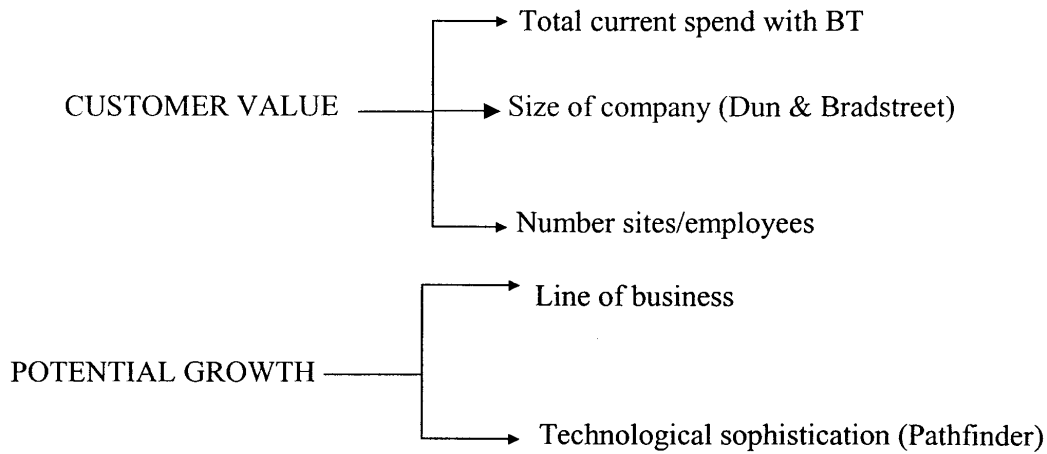 Total current spend with BT
CUSTOMER VALUE
Size of company (Dun & Bradstreet)
Number sites/employees
Line of business
POTENTIAL GROWTH
Technological sophistication (Pathfinder)